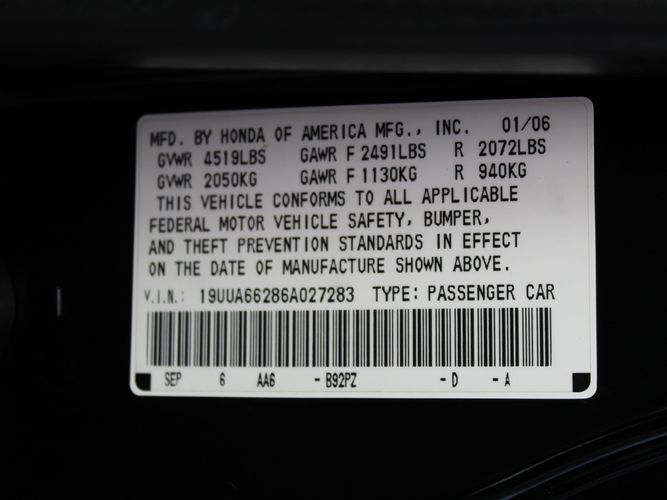 MFD. BY HONDA OF AMERICA MFG., INC. 01/06
GVWR 4519LBS GAWR F 2491LBS R 2072LBS
GVWR 2050KG GAWR F 1130KG R 940KG
THIS VEHICLE CONFORMS TO ALL APPLICABLE
FEDERAL MOTOR VEHICLE SAFETY, BUMPER,
AND THEFT PREVENTION STANDARDS IN EFFECT
ON THE DATE OF MANUFACTURE SHOWN ABOVE.
V.I.N.: 19UUA66286A027283 TYPE: PASSENGER CAR
SEP 6 AA6 -B92PZ -D -A